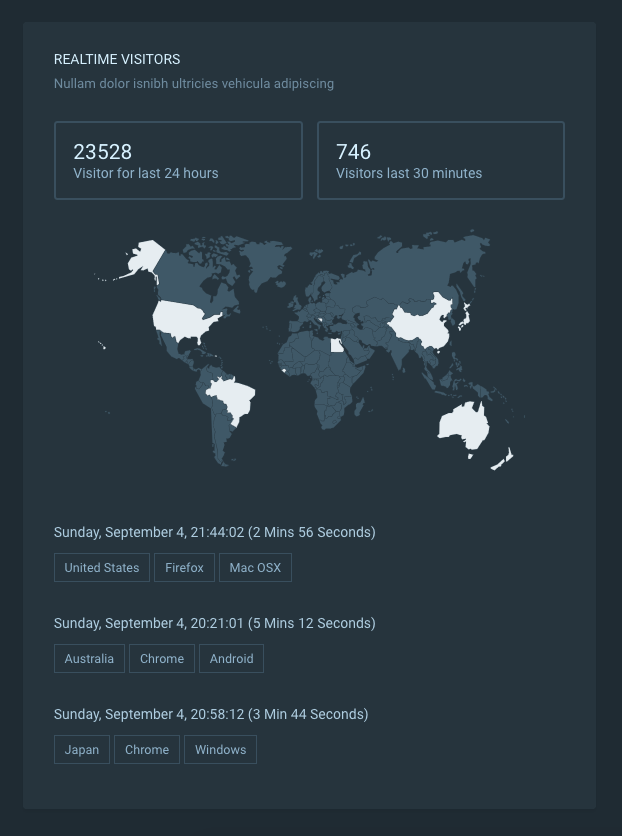 REALTIME VISITORS
Nullam dolor isnibh ultricies vehicula adipiscing
23528
Visitor for last 24 hours
746
Visitors last 30 minutes
Sunday, September 4, 21:44:02 (2 Mins 56 Seconds)
United States Firefox Mac OSX
Sunday, September 4, 20:21:01 (5 Mins 12 Seconds)
Australia Chrome Android
Sunday, September 4, 20:58:12 (3 Min 44 Seconds)
Japan Chrome Windows